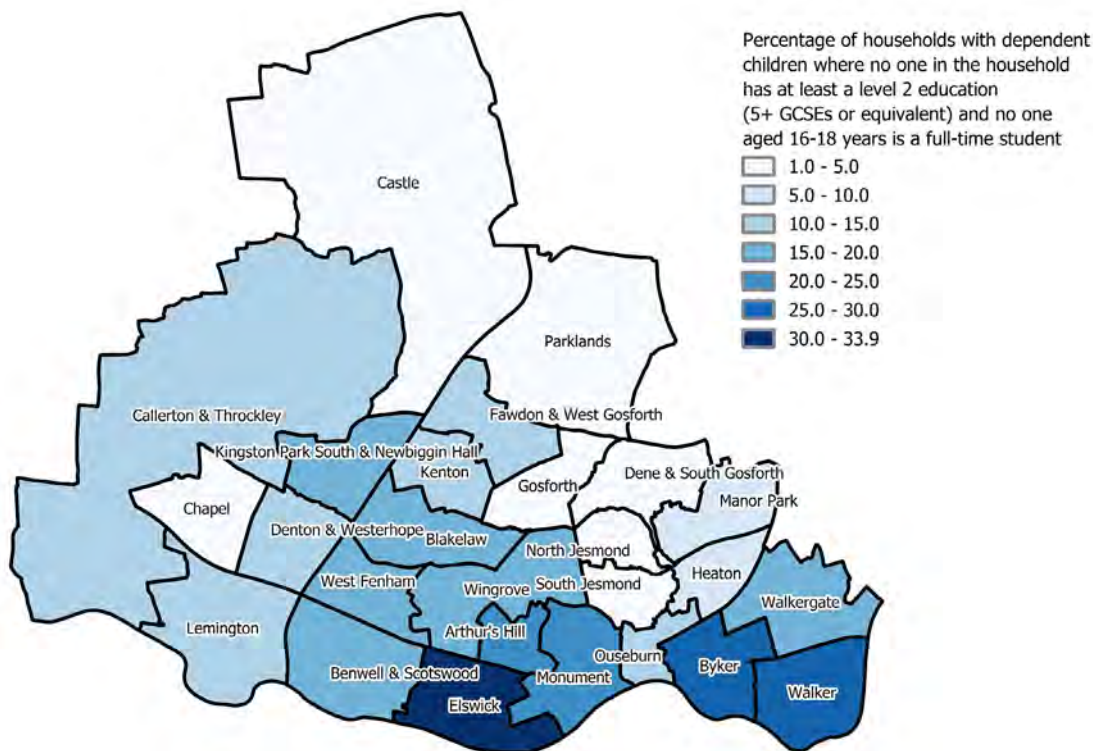 Percentage of households with dependent
children where no one in the household
has at least a level 2 education
(5+ GCSEs or equivalent) and no one
aged 16-18 years is a full-time student
1.0 - 5.0
5.0 - 10.0
10.0 - 15.0
15.0 - 20.0
20.0 - 25.0
25.0 - 30.0
30.0 - 33.9
Castle
Parklands
Callerton & Throckley
Fawdon & West Gosforth
Kingston Park South & Newbiggin Hall
Kenton
Dene & South Gosforth
Gosforth
Manor Park
Chapel
Denton & Westerhope
Blakelaw
North Jesmond
Heaton
West Fenham
Wingrove
South Jesmond
Walkergate
Lemington
Arthur's Hill
Ouseburn
Benwell & Scotswood
Monument
Byker
Walker
Elswick